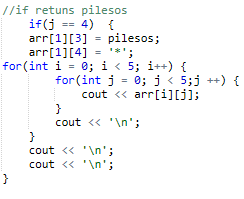 //if retuns pilesos
if(j == 4) {
arr[1][3] = pilesos;
arr[1][4] = '*';
for(int i = 0; i < 5; i++) {
for(int j = 0; j < 5;j ++) {
cout << arr[i][j];
}
cout << '\n';
}
cout << '\n';
cout << '\n';
}